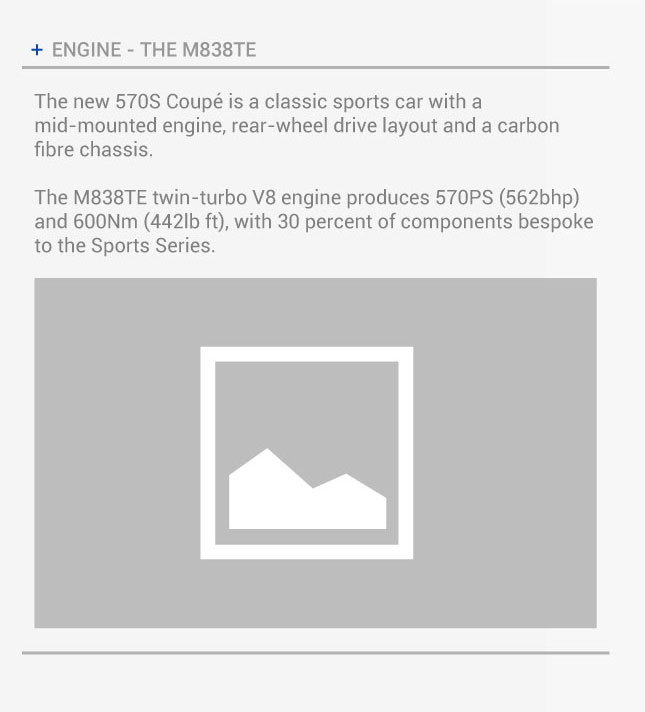 + ENGINE - THE M838TE
The new 570S Coupé is a classic sports car with a
mid-mounted engine, rear-wheel drive layout and a carbon
fibre chassis.
The M838TE twin-turbo V8 engine produces 570PS (562bhp)
and 600Nm (442lb ft), with 30 percent of components bespoke
to the Sports Series.